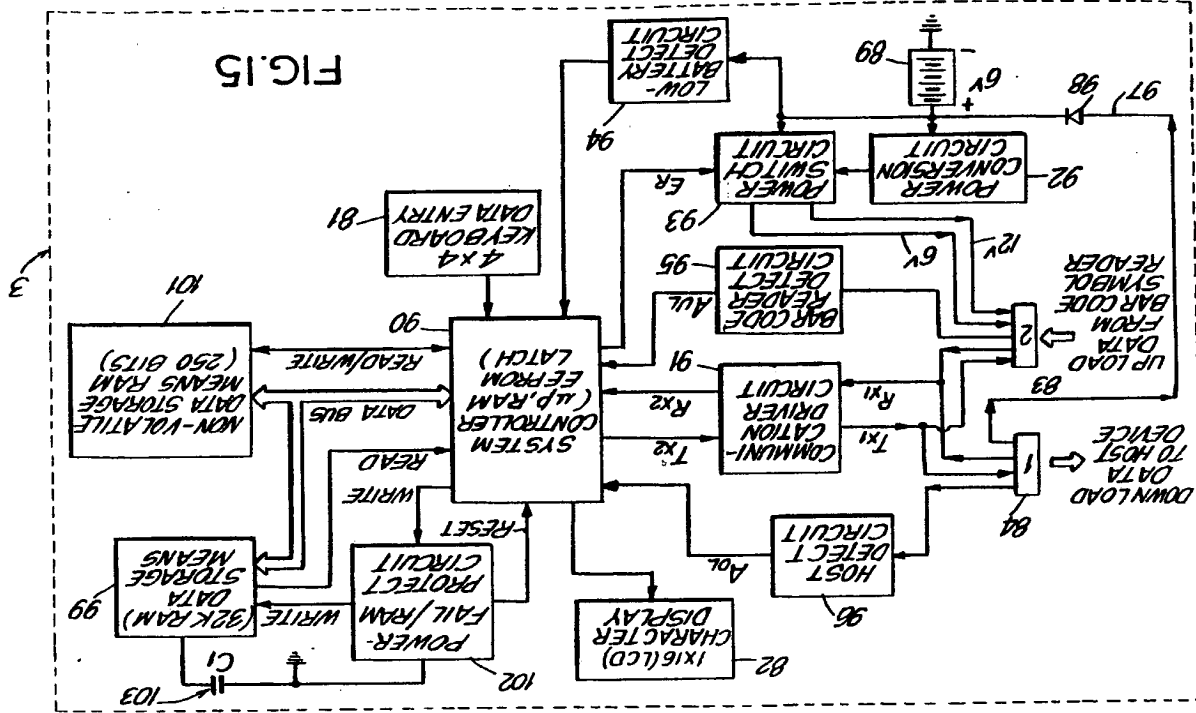 82
1x16 (LCD)
CHARACTER
DISPLAY
102
POWER-
FAIL/RAM
PROTECT
CIRCUIT
103
C1
99
(32K RAM)
DATA
STORAGE
MEANS
WRITE
96
HOST
DETECT
CIRCUIT
AOL
RESET
WRITE
READ
84
1
DOWN LOAD
DATA
TO HOST
DEVICE
83
TX1
RX1
COMMUNI-
CATION
DRIVER
CIRCUIT
91
TX2
RX2
SYSTEM
CONTROLLER
(µP.RAM
EEPROM
LATCH)
90
DATA BUS
READ/WRITE
NON-VOLATILE
DATA STORAGE
MEANS RAM
(250 BITS)
101
2
UP LOAD
DATA
FROM
BAR CODE
SYMBOL
READER
BAR CODE
READER
DETECT
CIRCUIT
95
AUL
12V
6V
3
92
POWER
CONVERSION
CIRCUIT
93
POWER
SWITCH
CIRCUIT
ER
4x4
KEYBOARD
DATA ENTRY
81
97
98
+
6V
-
89
94
LOW-
BATTERY
DETECT
CIRCUIT
FIG.15